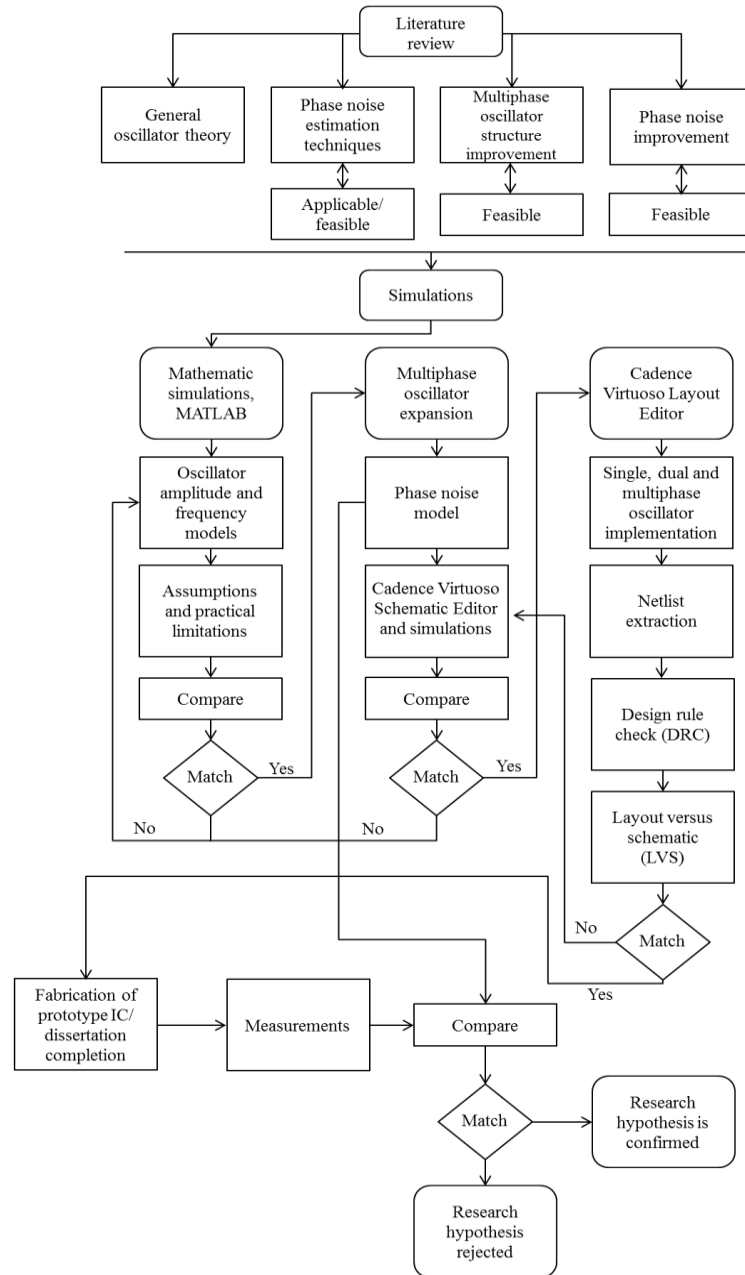 Literature
review
General
oscillator theory
Phase noise
estimation
techniques
Multiphase
oscillator
structure
improvement
Phase noise
improvement
Applicable/
feasible
Feasible
Feasible
Simulations
Mathematic
simulations,
MATLAB
Multiphase
oscillator
expansion
Cadence
Virtuoso Layout
Editor
Oscillator
amplitude and
frequency
models
Phase noise
model
Single, dual and
multiphase
oscillator
implementation
Assumptions
and practical
limitations
Cadence Virtuoso
Schematic Editor
and simulations
Netlist
extraction
Compare
Compare
Design rule
check (DRC)
Match
Yes
Match
Yes
No
No
Layout versus
schematic
(LVS)
No
Match
Yes
Fabrication of
prototype IC/
dissertation
completion
Measurements
Compare
Match
Research
hypothesis is
confirmed
Research
hypothesis
rejected